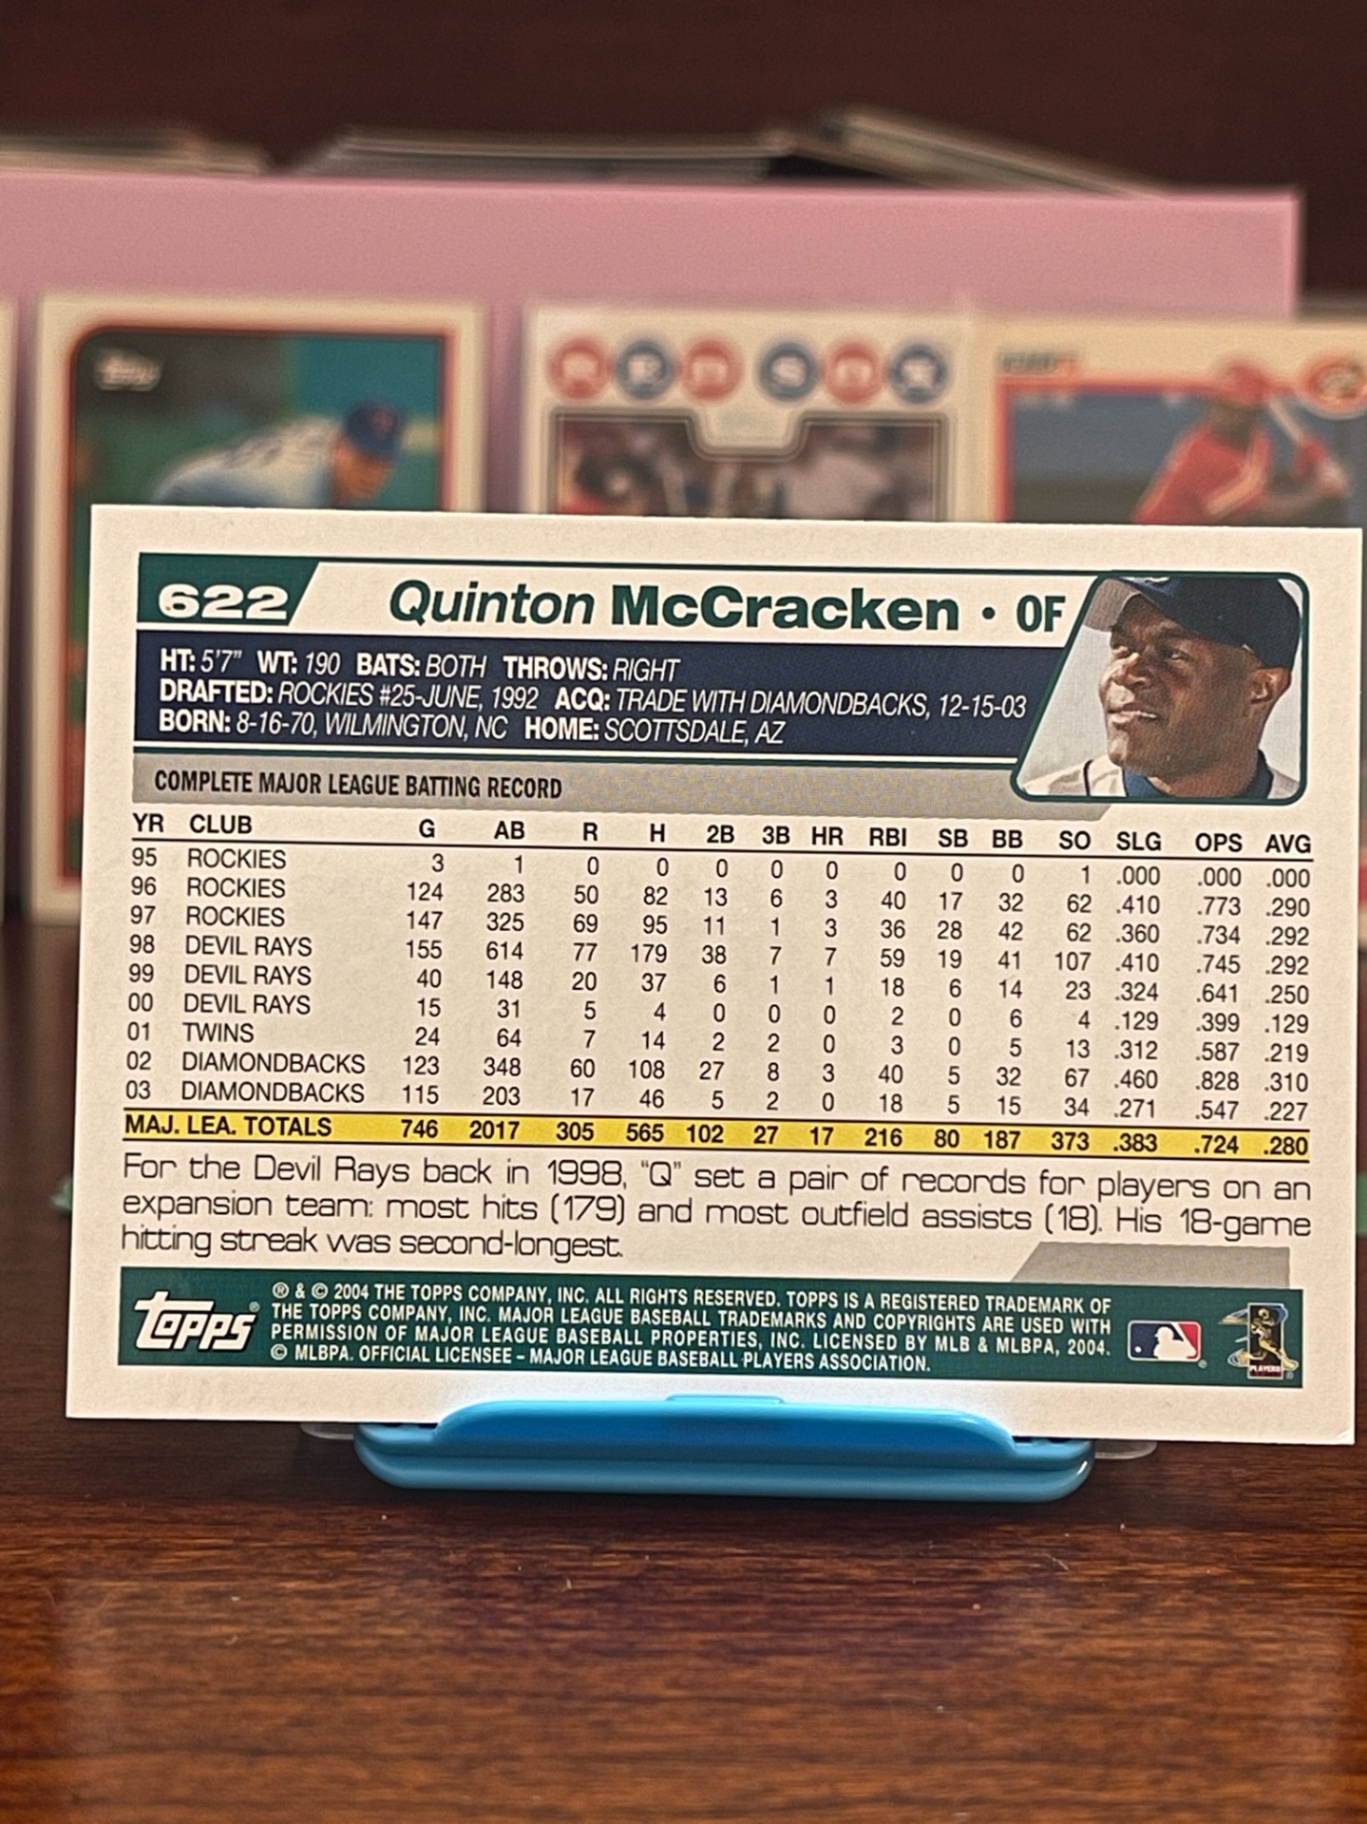 Topps
RED SOX
622 Quinton McCracken • OF
HT: 5'7" WT: 190 BATS: BOTH THROWS: RIGHT
DRAFTED: ROCKIES #25-JUNE, 1992 ACQ: TRADE WITH DIAMONDBACKS, 12-15-03
BORN: 8-16-70, WILMINGTON, NC HOME: SCOTTSDALE, AZ
COMPLETE MAJOR LEAGUE BATTING RECORD
YR CLUB G AB R H 2B 3B HR RBI SB BB SO SLG OPS AVG
95 ROCKIES 3 1 0 0 0 0 0 0 0 0 1 .000 .000 .000
96 ROCKIES 124 283 50 82 13 6 3 40 17 32 62 .410 .773 .290
97 ROCKIES 147 325 69 95 11 1 3 36 28 42 62 .360 .734 .292
98 DEVIL RAYS 155 614 77 179 38 7 7 59 19 41 107 .410 .745 .292
99 DEVIL RAYS 40 148 20 37 6 1 1 18 6 14 23 .324 .641 .250
00 DEVIL RAYS 15 31 5 4 0 0 0 2 0 6 4 .129 .399 .129
01 TWINS 24 64 7 14 2 2 0 3 0 5 13 .312 .587 .219
02 DIAMONDBACKS 123 348 60 108 27 8 3 40 5 32 67 .460 .828 .310
03 DIAMONDBACKS 115 203 17 46 5 2 0 18 5 15 34 .271 .547 .227
MAJ. LEA. TOTALS 746 2017 305 565 102 27 17 216 80 187 373 .383 .724 .280
For the Devil Rays back in 1998, "Q" set a pair of records for players on an
expansion team: most hits (179) and most outfield assists (18). His 18-game
hitting streak was second-longest.
topps®
® & © 2004 THE TOPPS COMPANY, INC. ALL RIGHTS RESERVED. TOPPS IS A REGISTERED TRADEMARK OF
THE TOPPS COMPANY, INC. MAJOR LEAGUE BASEBALL TRADEMARKS AND COPYRIGHTS ARE USED WITH
PERMISSION OF MAJOR LEAGUE BASEBALL PROPERTIES, INC. LICENSED BY MLB & MLBPA, 2004.
© MLBPA. OFFICIAL LICENSEE – MAJOR LEAGUE BASEBALL PLAYERS ASSOCIATION.
PLAYERS